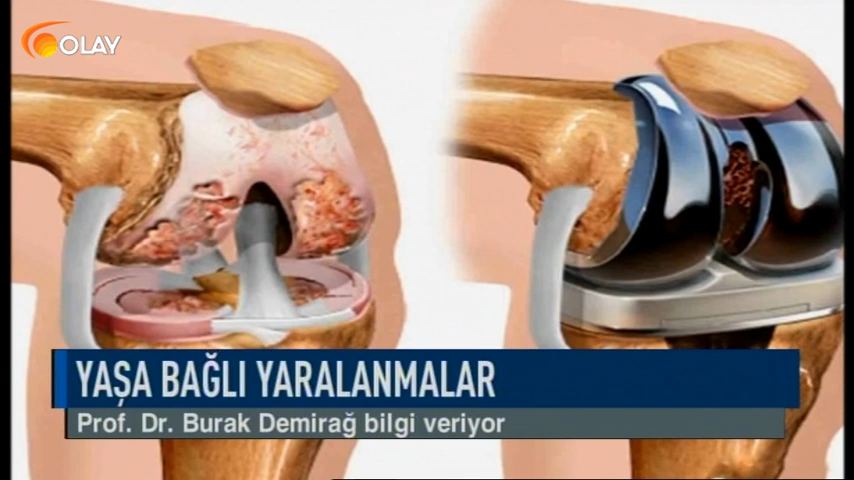 OLAY
YAŞA BAĞLI YARALANMALAR
Prof. Dr. Burak Demirağ bilgi veriyor